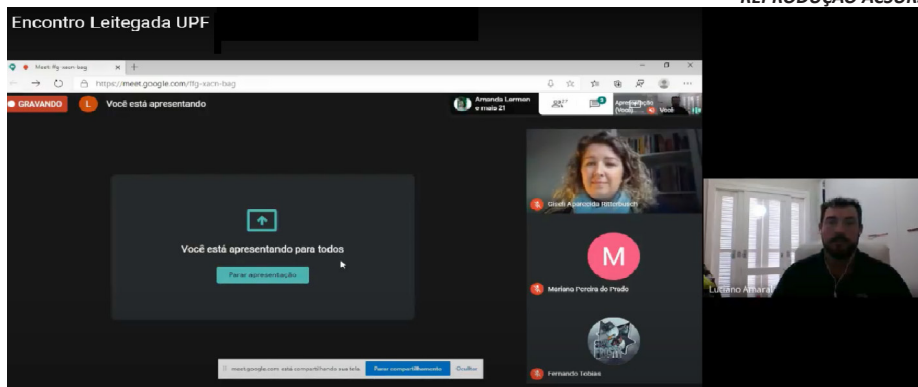 REPRODUÇÃO ACSURS
Encontro Leitegada UPF
Meet ffg-xacn-bag
https://meet.google.com/ffg-xacn-bag
GRAVANDO
L
Você está apresentando
Amanda Lerman
e mais 21
Apresentação
(Você)
Você
Você está apresentando para todos
Parar apresentação
Giseli Aparecida Ritterbusch
M
Mariana Pereira do Prado
Luciano Amaral
Fernando Tobias
meet.google.com está compartilhando sua tela.
Parar compartilhamento
Ocultar